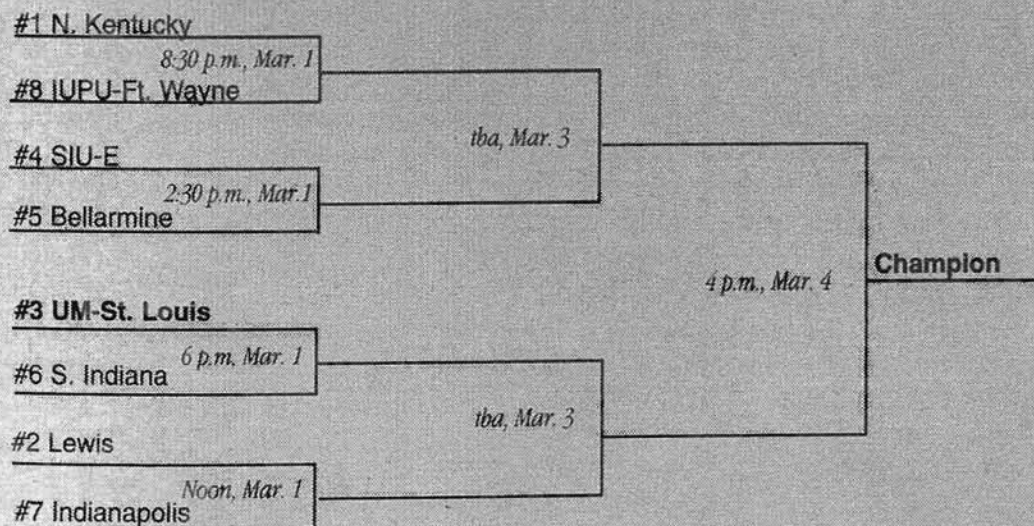 #1 N. Kentucky
8:30 p.m., Mar. 1
#8 IUPU-Ft. Wayne
tba, Mar. 3
#4 SIU-E
2:30 p.m., Mar.1
#5 Bellarmine
4 p.m., Mar. 4
Champion
#3 UM-St. Louis
6 p.m, Mar. 1
#6 S. Indiana
tba, Mar. 3
#2 Lewis
Noon, Mar. 1
#7 Indianapolis